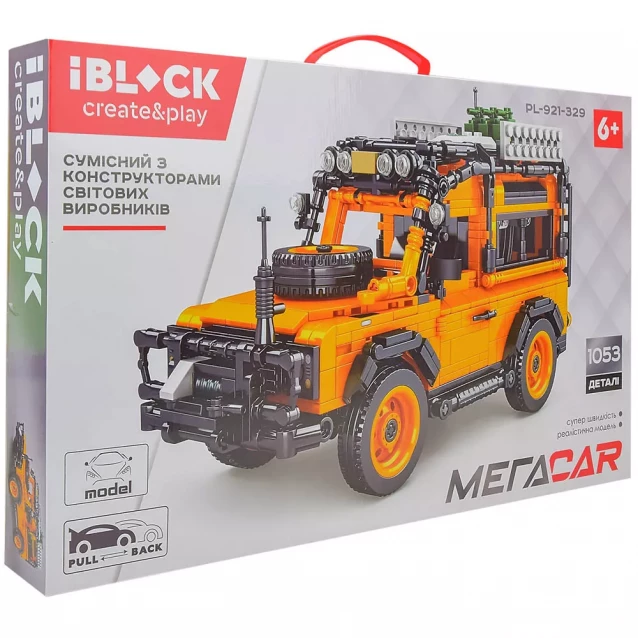 iBLOCK
create&play
iBLOCK
create&play
PL-921-329
6+
СУМІСНИЙ З
КОНСТРУКТОРАМИ
СВІТОВИХ
ВИРОБНИКІВ
1053
ДЕТАЛІ
супер швидкість
реалістична модель
МЕГАCAR
model
PULL BACK